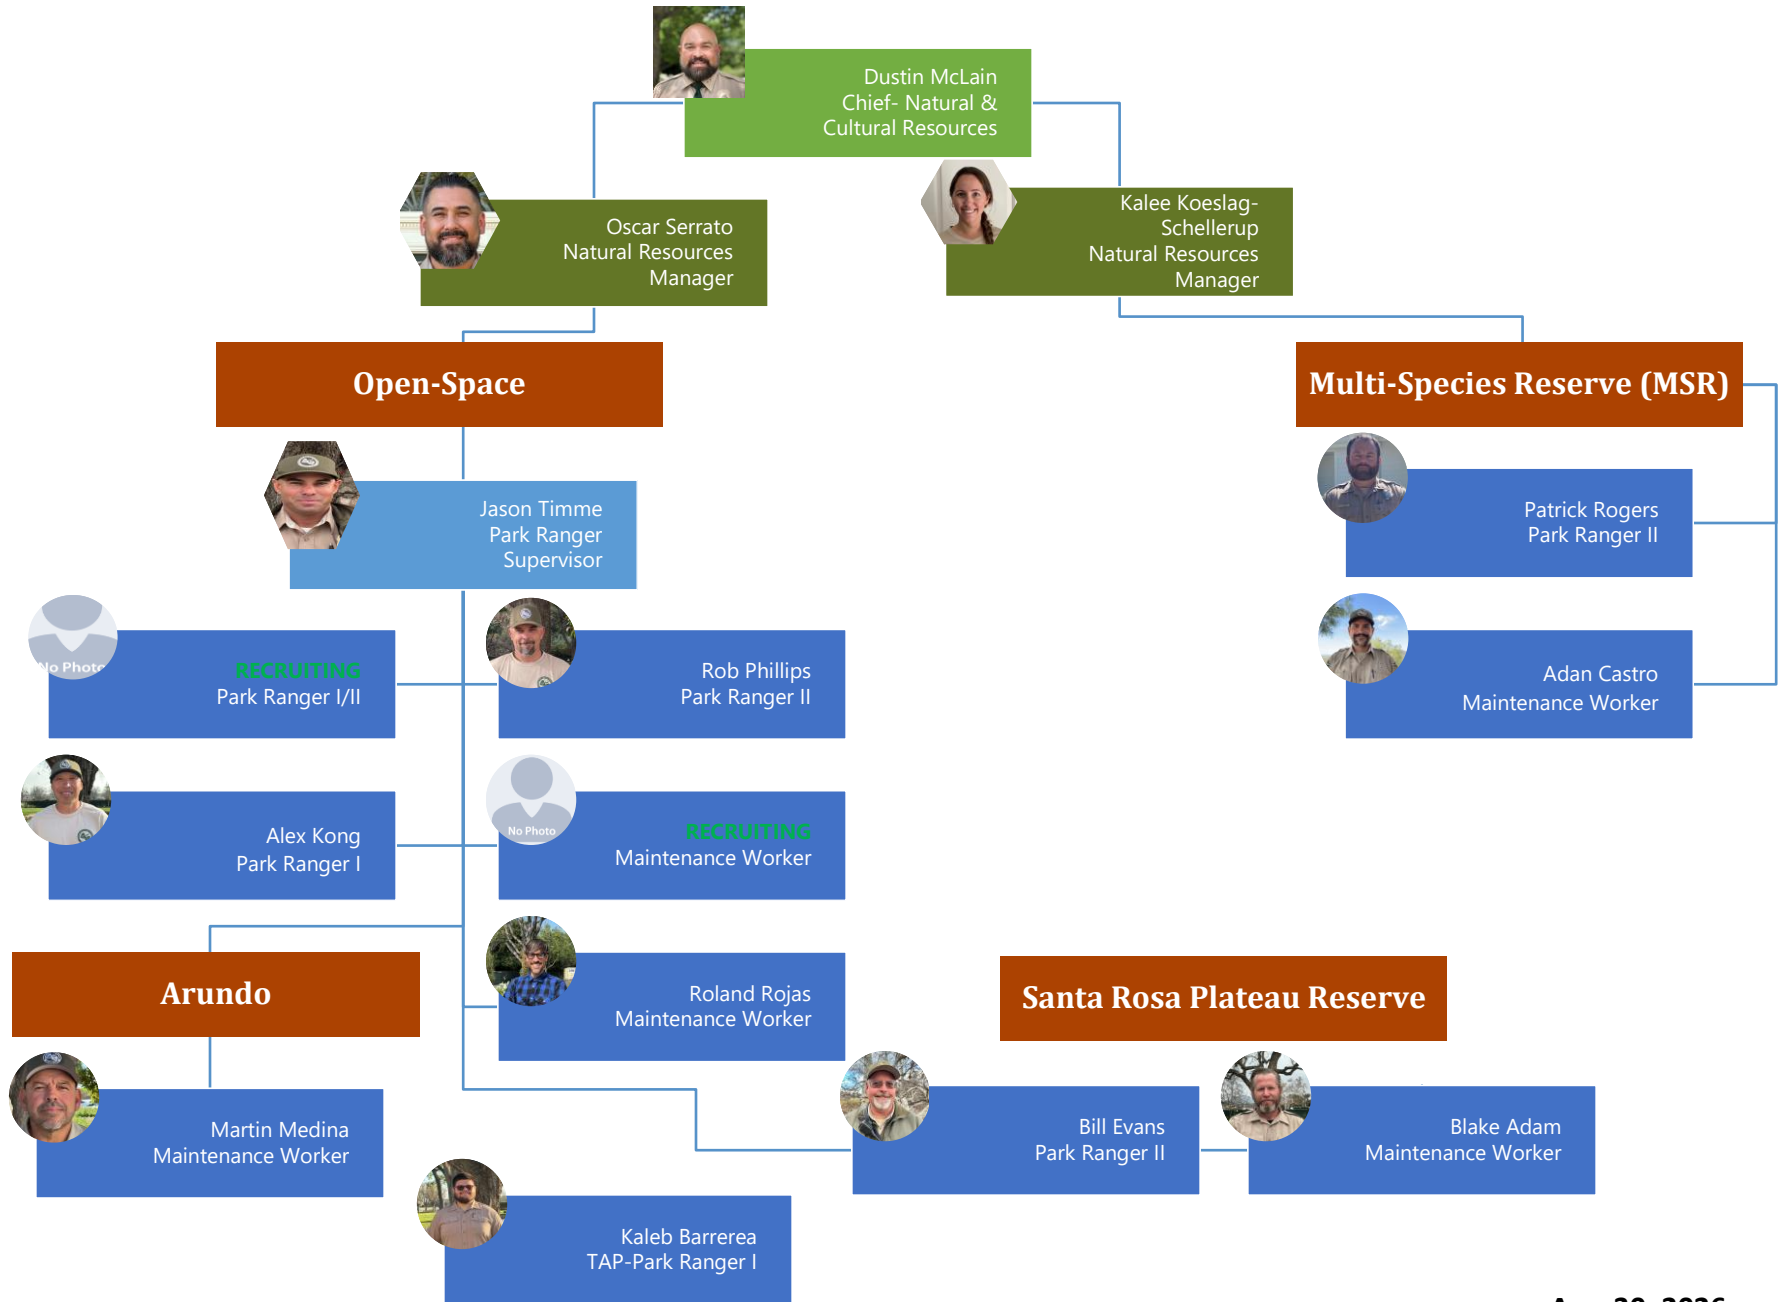 Dustin McLain
Chief- Natural &
Cultural Resources
Oscar Serrato
Natural Resources
Manager
Kalee Koeslag-
Schellerup
Natural Resources
Manager
Open-Space
Multi-Species Reserve (MSR)
Jason Timme
Park Ranger
Supervisor
Patrick Rogers
Park Ranger II
No Photo
RECRUITING
Park Ranger I/II
Rob Phillips
Park Ranger II
Adan Castro
Maintenance Worker
Alex Kong
Park Ranger I
No Photo
RECRUITING
Maintenance Worker
Arundo
Roland Rojas
Maintenance Worker
Santa Rosa Plateau Reserve
Martin Medina
Maintenance Worker
Bill Evans
Park Ranger II
Blake Adam
Maintenance Worker
Kaleb Barrerea
TAP-Park Ranger I
2026